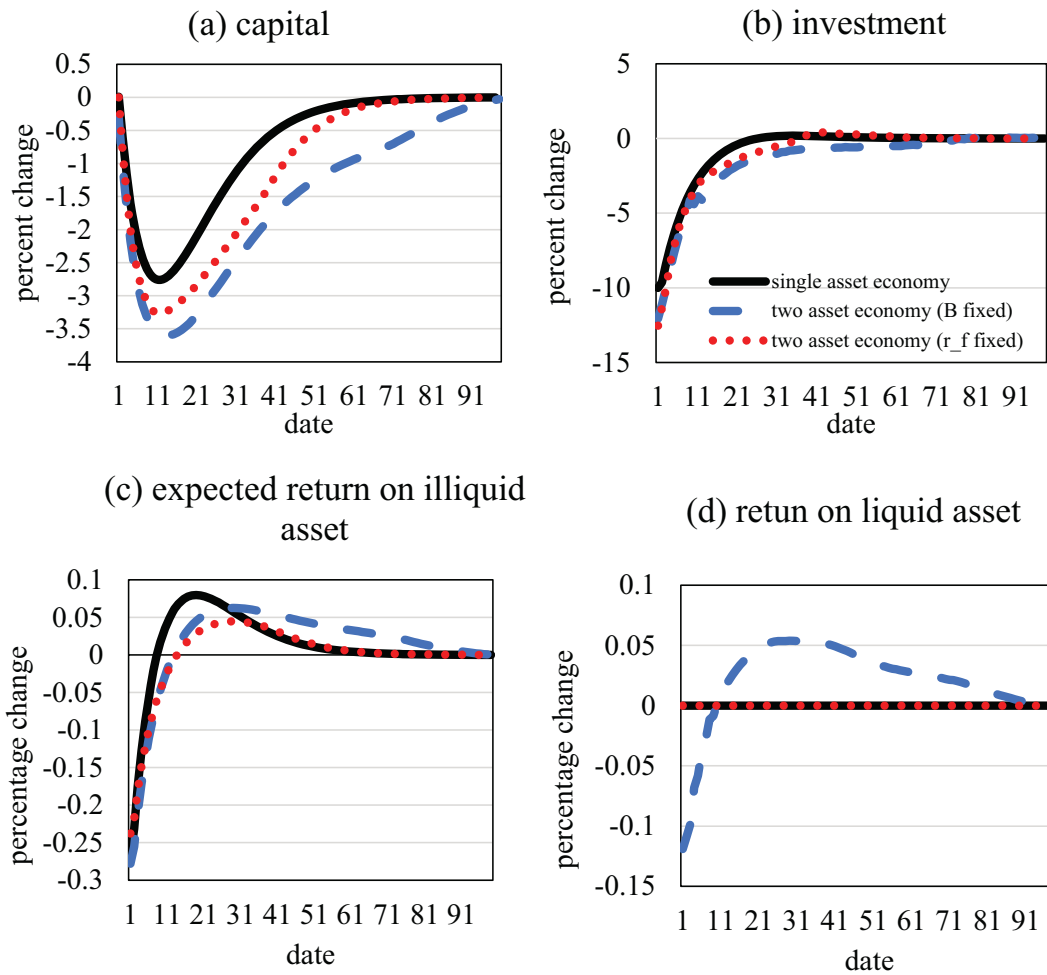 (a) capital
percent change
0.5
0
-0.5
-1
-1.5
-2
-2.5
-3
-3.5
-4
1 11 21 31 41 51 61 71 81 91
date
(b) investment
percent change
5
0
-5
-10
-15
single asset economy
two asset economy (B fixed)
two asset economy (r_f fixed)
1 11 21 31 41 51 61 71 81 91
date
(c) expected return on illiquid
asset
percentage change
0.1
0.05
0
-0.05
-0.1
-0.15
-0.2
-0.25
-0.3
1 11 21 31 41 51 61 71 81 91
date
(d) retun on liquid asset
percentage change
0.1
0.05
0
-0.05
-0.1
-0.15
1 11 21 31 41 51 61 71 81 91
date